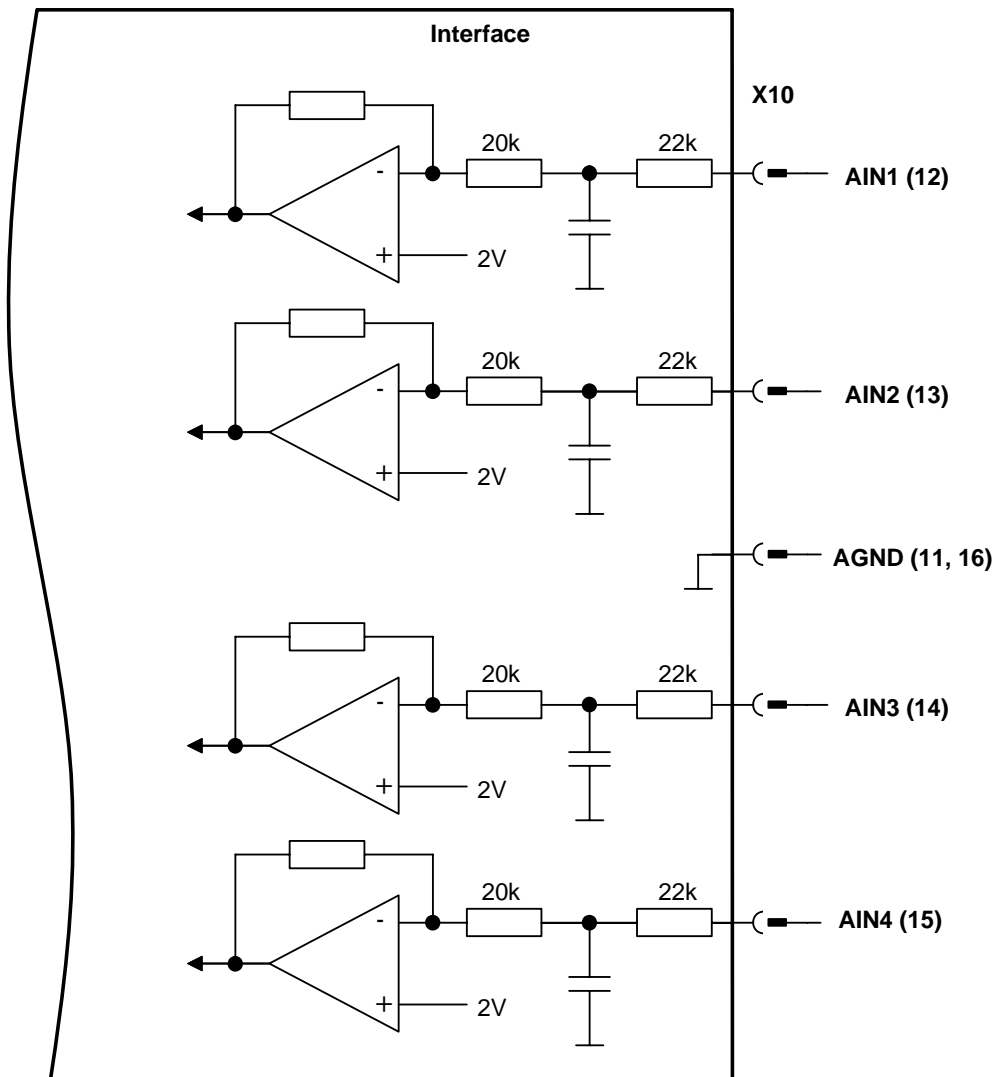 Interface
X10
20k 22k
AIN1 (12)
-
+ 2V
20k 22k
AIN2 (13)
-
+ 2V
AGND (11, 16)
20k 22k
AIN3 (14)
-
+ 2V
20k 22k
AIN4 (15)
-
+ 2V